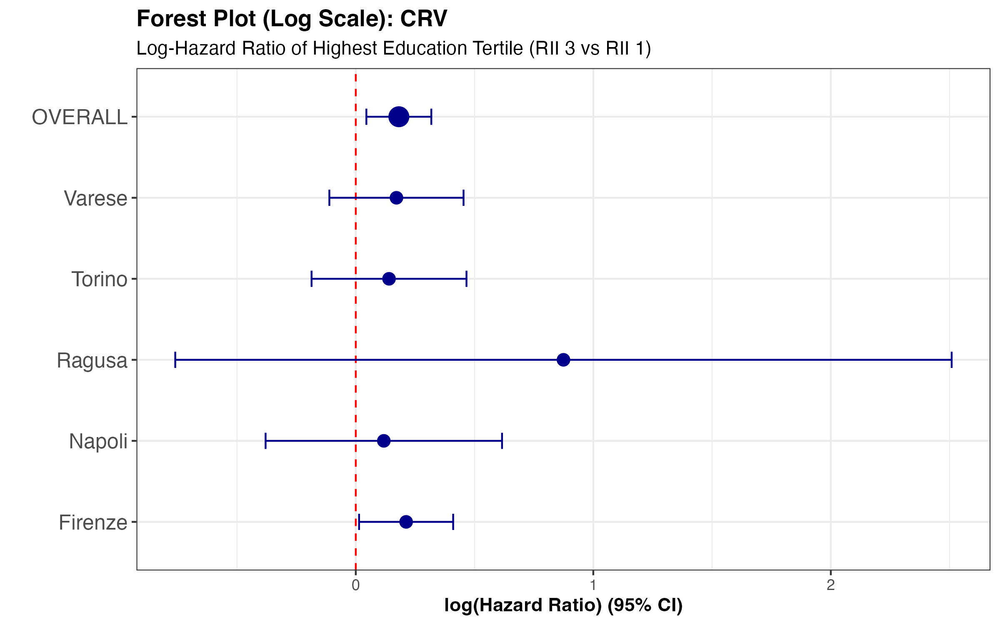 Forest Plot (Log Scale): CRV
Log-Hazard Ratio of Highest Education Tertile (RII 3 vs RII 1)
OVERALL
Varese
Torino
Ragusa
Napoli
Firenze
0 1 2
log(Hazard Ratio) (95% CI)